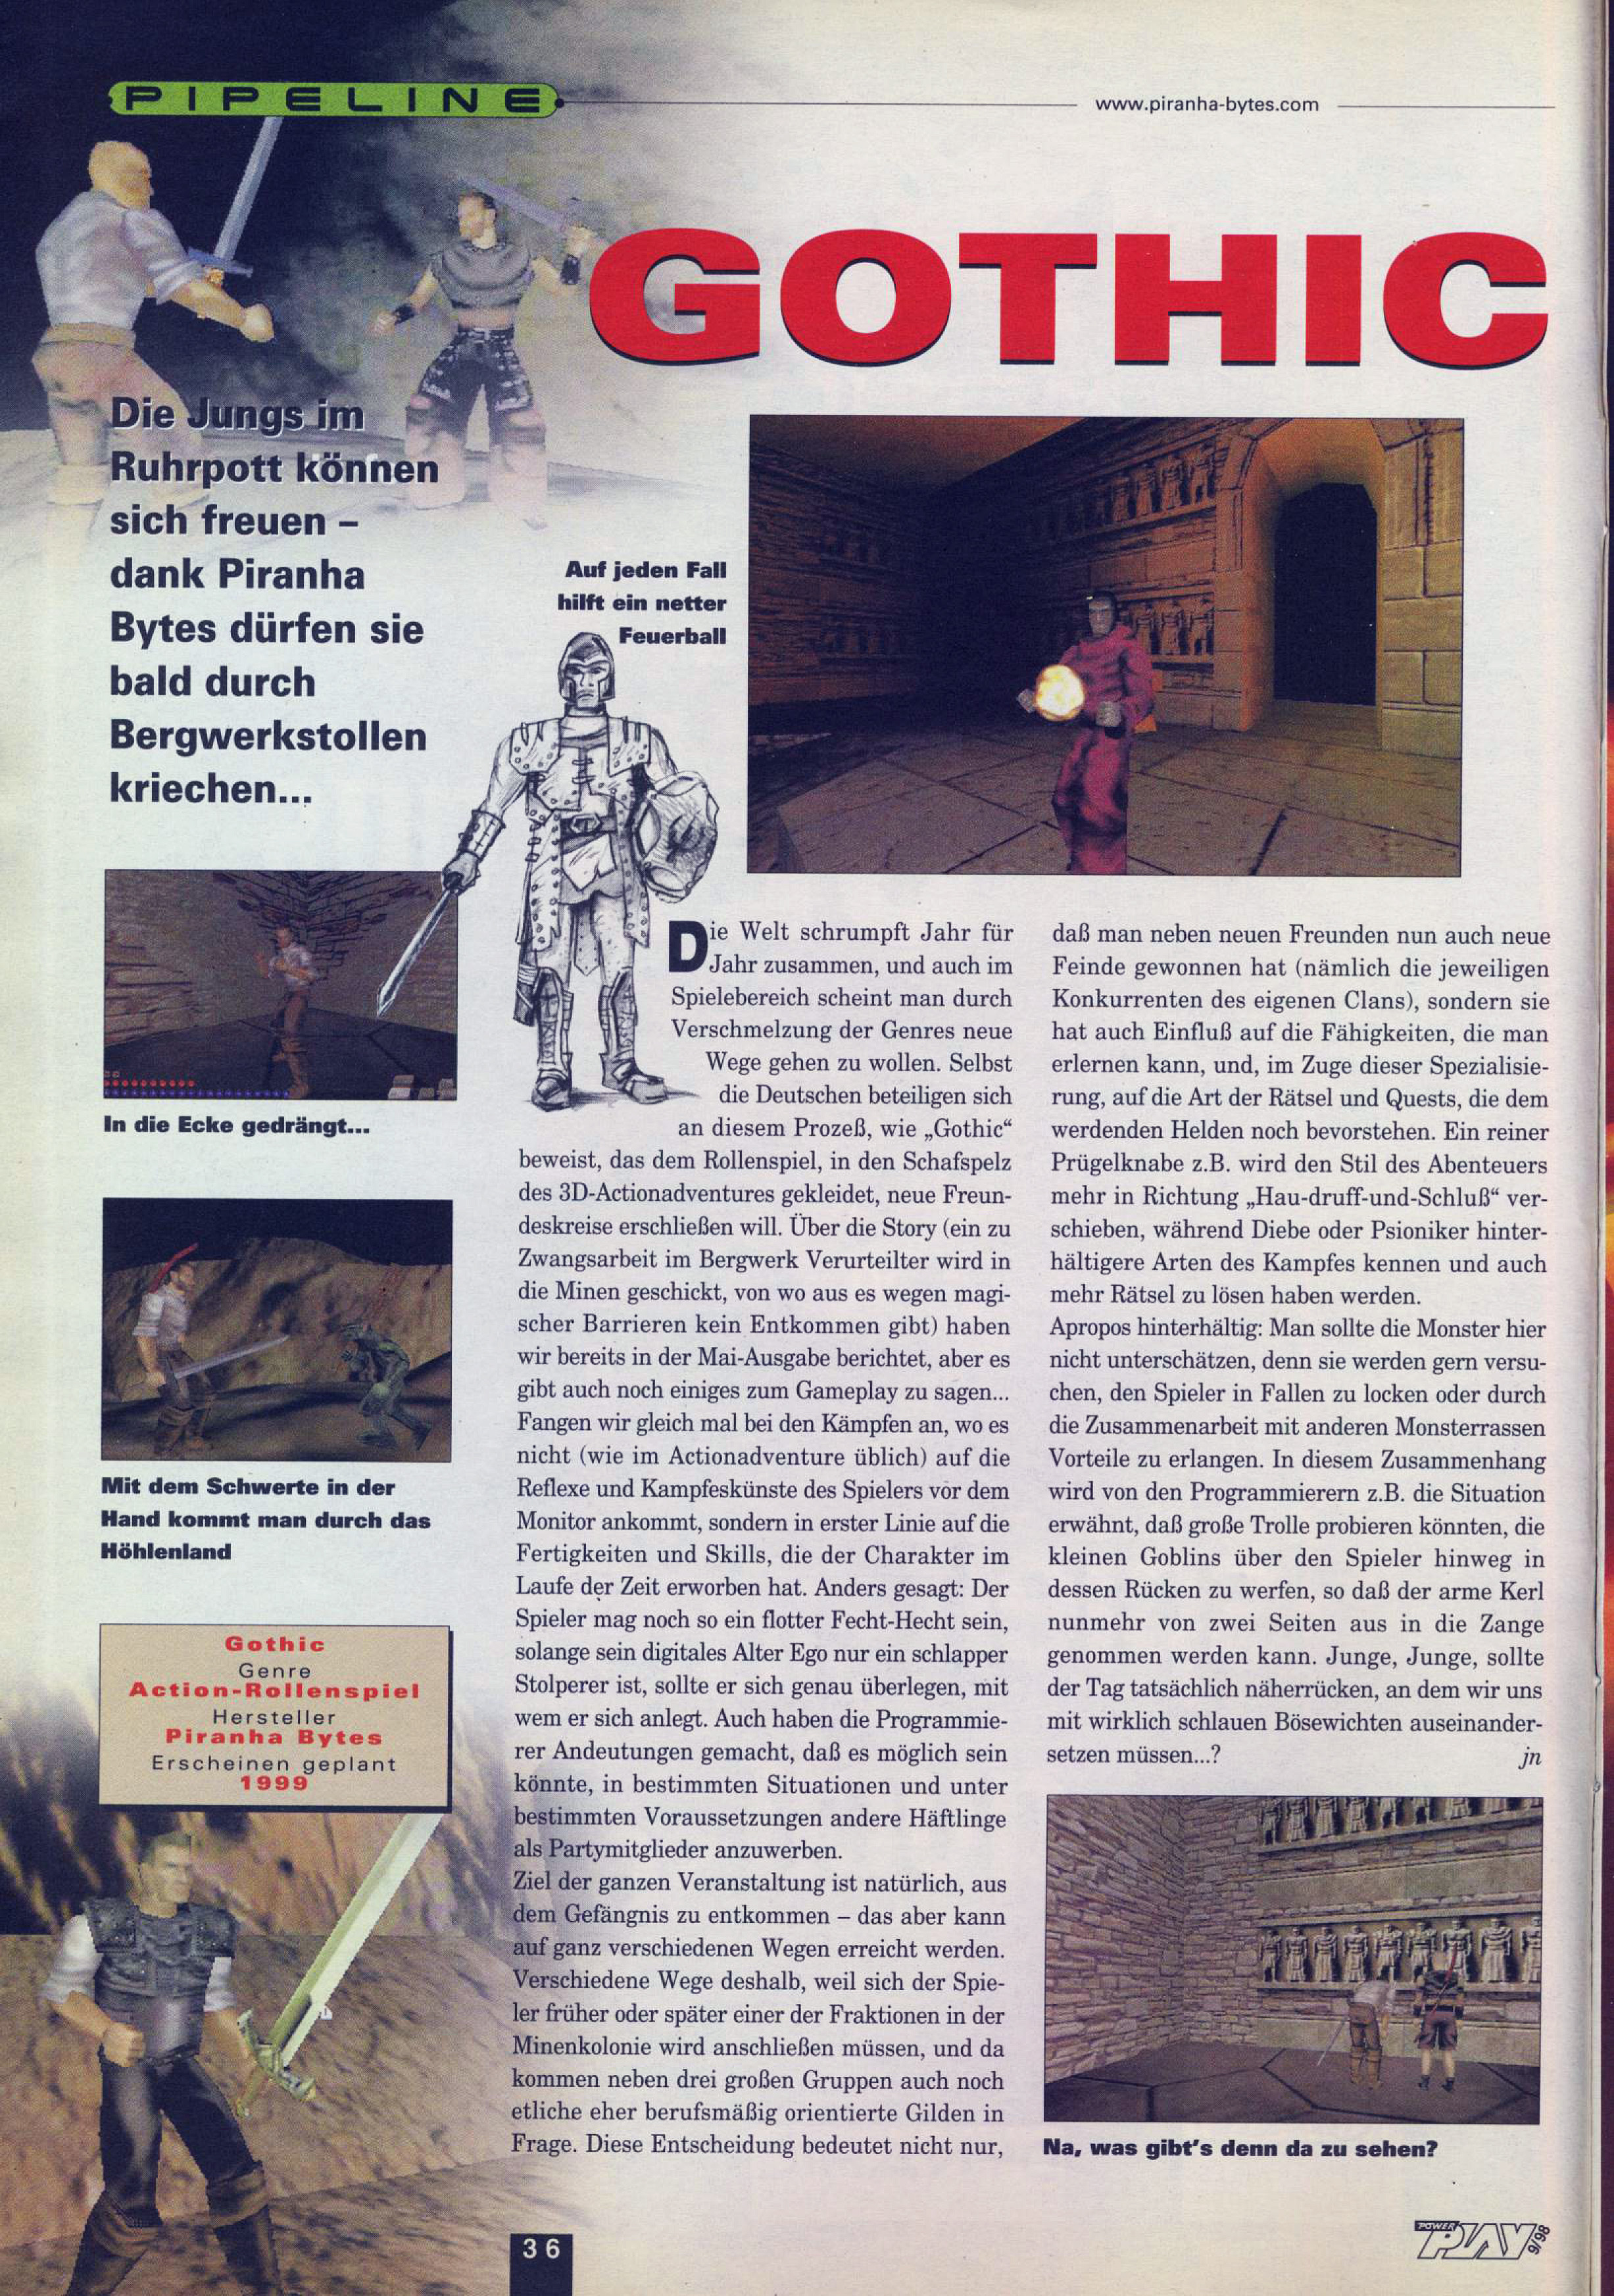 PIPELINE
www.piranha-bytes.com
GOTHIC
Die Jungs im
Ruhrpott können
sich freuen –
dank Piranha
Bytes dürfen sie
bald durch
Bergwerkstollen
kriechen...
Auf jeden Fall
hilft ein netter
Feuerball
In die Ecke gedrängt...
Mit dem Schwerte in der
Hand kommt man durch das
Höhlenland
Gothic
Genre
Action-Rollenspiel
Hersteller
Piranha Bytes
Erscheinen geplant
1999
Die Welt schrumpft Jahr für
Jahr zusammen, und auch im
Spielebereich scheint man durch
Verschmelzung der Genres neue
Wege gehen zu wollen. Selbst
die Deutschen beteiligen sich
an diesem Prozeß, wie „Gothic“
beweist, das dem Rollenspiel, in den Schafspelz
des 3D-Actionadventures gekleidet, neue Freun-
deskreise erschließen will. Über die Story (ein zu
Zwangsarbeit im Bergwerk Verurteilter wird in
die Minen geschickt, von wo aus es wegen magi-
scher Barrieren kein Entkommen gibt) haben
wir bereits in der Mai-Ausgabe berichtet, aber es
gibt auch noch einiges zum Gameplay zu sagen...
Fangen wir gleich mal bei den Kämpfen an, wo es
nicht (wie im Actionadventure üblich) auf die
Reflexe und Kampfeskünste des Spielers vor dem
Monitor ankommt, sondern in erster Linie auf die
Fertigkeiten und Skills, die der Charakter im
Laufe der Zeit erworben hat. Anders gesagt: Der
Spieler mag noch so ein flotter Fecht-Hecht sein,
solange sein digitales Alter Ego nur ein schlapper
Stolperer ist, sollte er sich genau überlegen, mit
wem er sich anlegt. Auch haben die Programmie-
rer Andeutungen gemacht, daß es möglich sein
könnte, in bestimmten Situationen und unter
bestimmten Voraussetzungen andere Häftlinge
als Partymitglieder anzuwerben.
Ziel der ganzen Veranstaltung ist natürlich, aus
dem Gefängnis zu entkommen – das aber kann
auf ganz verschiedenen Wegen erreicht werden.
Verschiedene Wege deshalb, weil sich der Spie-
ler früher oder später einer der Fraktionen in der
Minenkolonie wird anschließen müssen, und da
kommen neben drei großen Gruppen auch noch
etliche eher berufsmäßig orientierte Gilden in
Frage. Diese Entscheidung bedeutet nicht nur,
daß man neben neuen Freunden nun auch neue
Feinde gewonnen hat (nämlich die jeweiligen
Konkurrenten des eigenen Clans), sondern sie
hat auch Einfluß auf die Fähigkeiten, die man
erlernen kann, und, im Zuge dieser Spezialisie-
rung, auf die Art der Rätsel und Quests, die dem
werdenden Helden noch bevorstehen. Ein reiner
Prügelknabe z.B. wird den Stil des Abenteuers
mehr in Richtung „Hau-druff-und-Schluß“ ver-
schieben, während Diebe oder Psioniker hinter-
hältigere Arten des Kampfes kennen und auch
mehr Rätsel zu lösen haben werden.
Apropos hinterhältig: Man sollte die Monster hier
nicht unterschätzen, denn sie werden gern versu-
chen, den Spieler in Fallen zu locken oder durch
die Zusammenarbeit mit anderen Monsterrassen
Vorteile zu erlangen. In diesem Zusammenhang
wird von den Programmierern z.B. die Situation
erwähnt, daß große Trolle probieren könnten, die
kleinen Goblins über den Spieler hinweg in
dessen Rücken zu werfen, so daß der arme Kerl
nunmehr von zwei Seiten aus in die Zange
genommen werden kann. Junge, Junge, sollte
der Tag tatsächlich näherrücken, an dem wir uns
mit wirklich schlauen Bösewichten auseinander-
setzen müssen...? jn
Na, was gibt's denn da zu sehen?
36
POWER PLAY 9/98